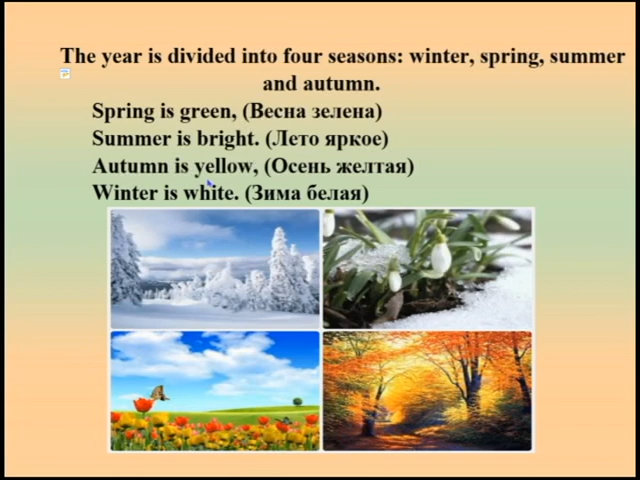 The year is divided into four seasons: winter, spring, summer
and autumn.
Spring is green, (Весна зелена)
Summer is bright. (Лето яркое)
Autumn is yellow, (Осень желтая)
Winter is white. (Зима белая)